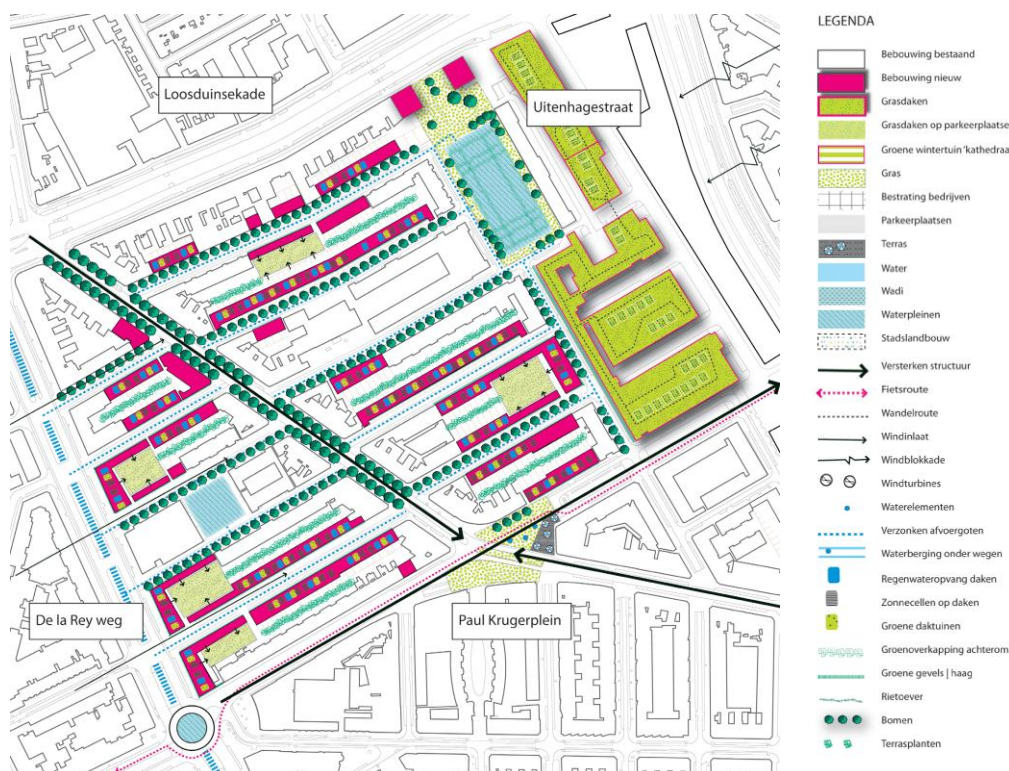 LEGENDA
Loosduinsekade
Uitenhagestraat
De la Rey weg
Paul Krugerplein
Bebouwing bestaand
Bebouwing nieuw
Grasdaken
Grasdaken op parkeerplaatse
Groene wintertuin 'kathedraa
Gras
Bestrating bedrijven
Parkeerplaatsen
Terras
Water
Wadi
Waterpleinen
Stadslandbouw
Versterken structuur
Fietsroute
Wandelroute
Windinlaat
Windblokkade
Windturbines
Waterelementen
Verzonken afvoergoten
Waterberging onder wegen
Regenwateropvang daken
Zonnecellen op daken
Groene daktuinen
Groenoverkapping achterom
Groene gevels | haag
Rietoever
Bomen
Terrasplanten